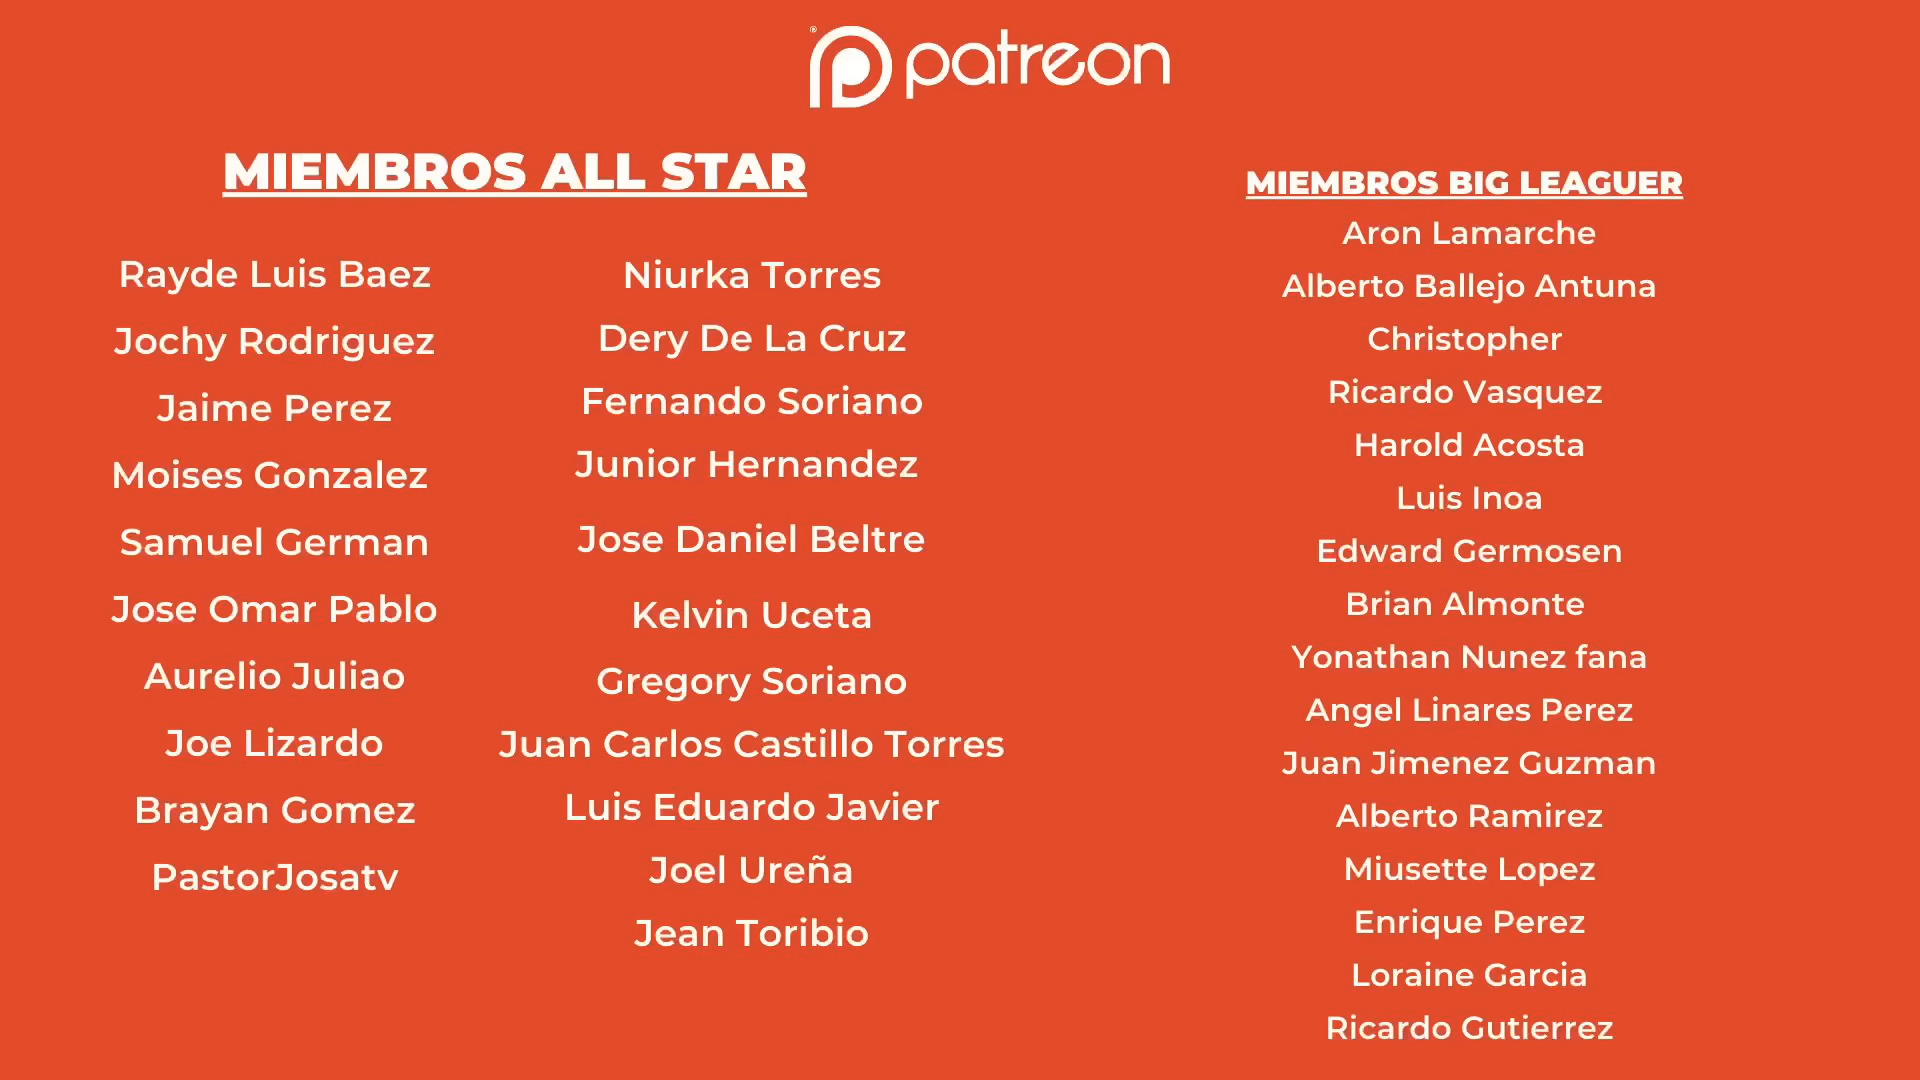 patreon
MIEMBROS ALL STAR
Rayde Luis Baez
Jochy Rodriguez
Jaime Perez
Moises Gonzalez
Samuel German
Jose Omar Pablo
Aurelio Juliao
Joe Lizardo
Brayan Gomez
PastorJosatv
Niurka Torres
Dery De La Cruz
Fernando Soriano
Junior Hernandez
Jose Daniel Beltre
Kelvin Uceta
Gregory Soriano
Juan Carlos Castillo Torres
Luis Eduardo Javier
Joel Ureña
Jean Toribio
MIEMBROS BIG LEAGUER
Aron Lamarche
Alberto Ballejo Antuna
Christopher
Ricardo Vasquez
Harold Acosta
Luis Inoa
Edward Germosen
Brian Almonte
Yonathan Nunez fana
Angel Linares Perez
Juan Jimenez Guzman
Alberto Ramirez
Miusette Lopez
Enrique Perez
Loraine Garcia
Ricardo Gutierrez